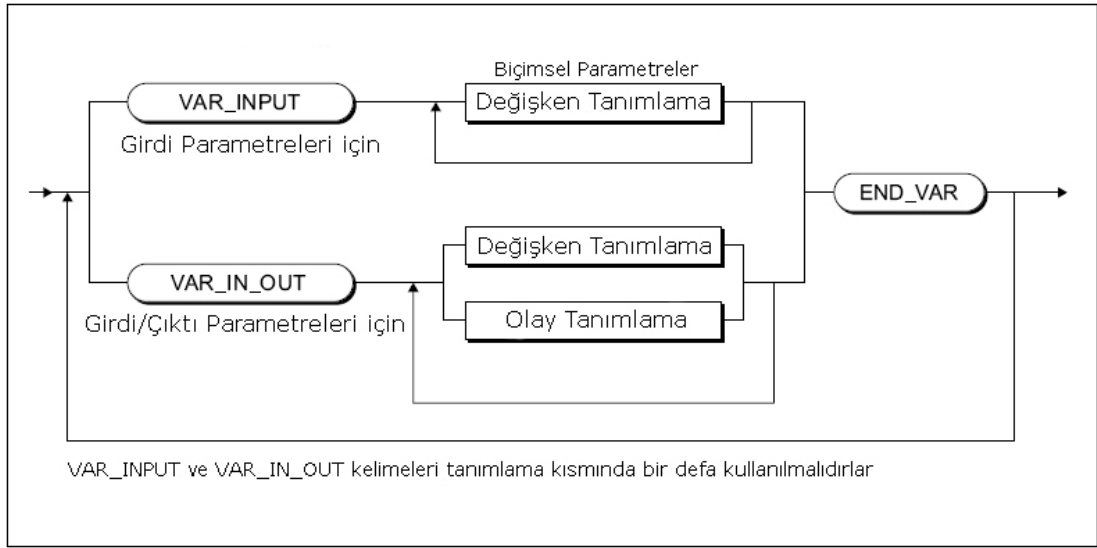 Biçimsel Parametreler
VAR_INPUT
Değişken Tanımlama
Girdi Parametreleri için
END_VAR
Değişken Tanımlama
VAR_IN_OUT
Olay Tanımlama
Girdi/Çıktı Parametreleri için
VAR_INPUT ve VAR_IN_OUT kelimeleri tanımlama kısmında bir defa kullanılmalıdırlar